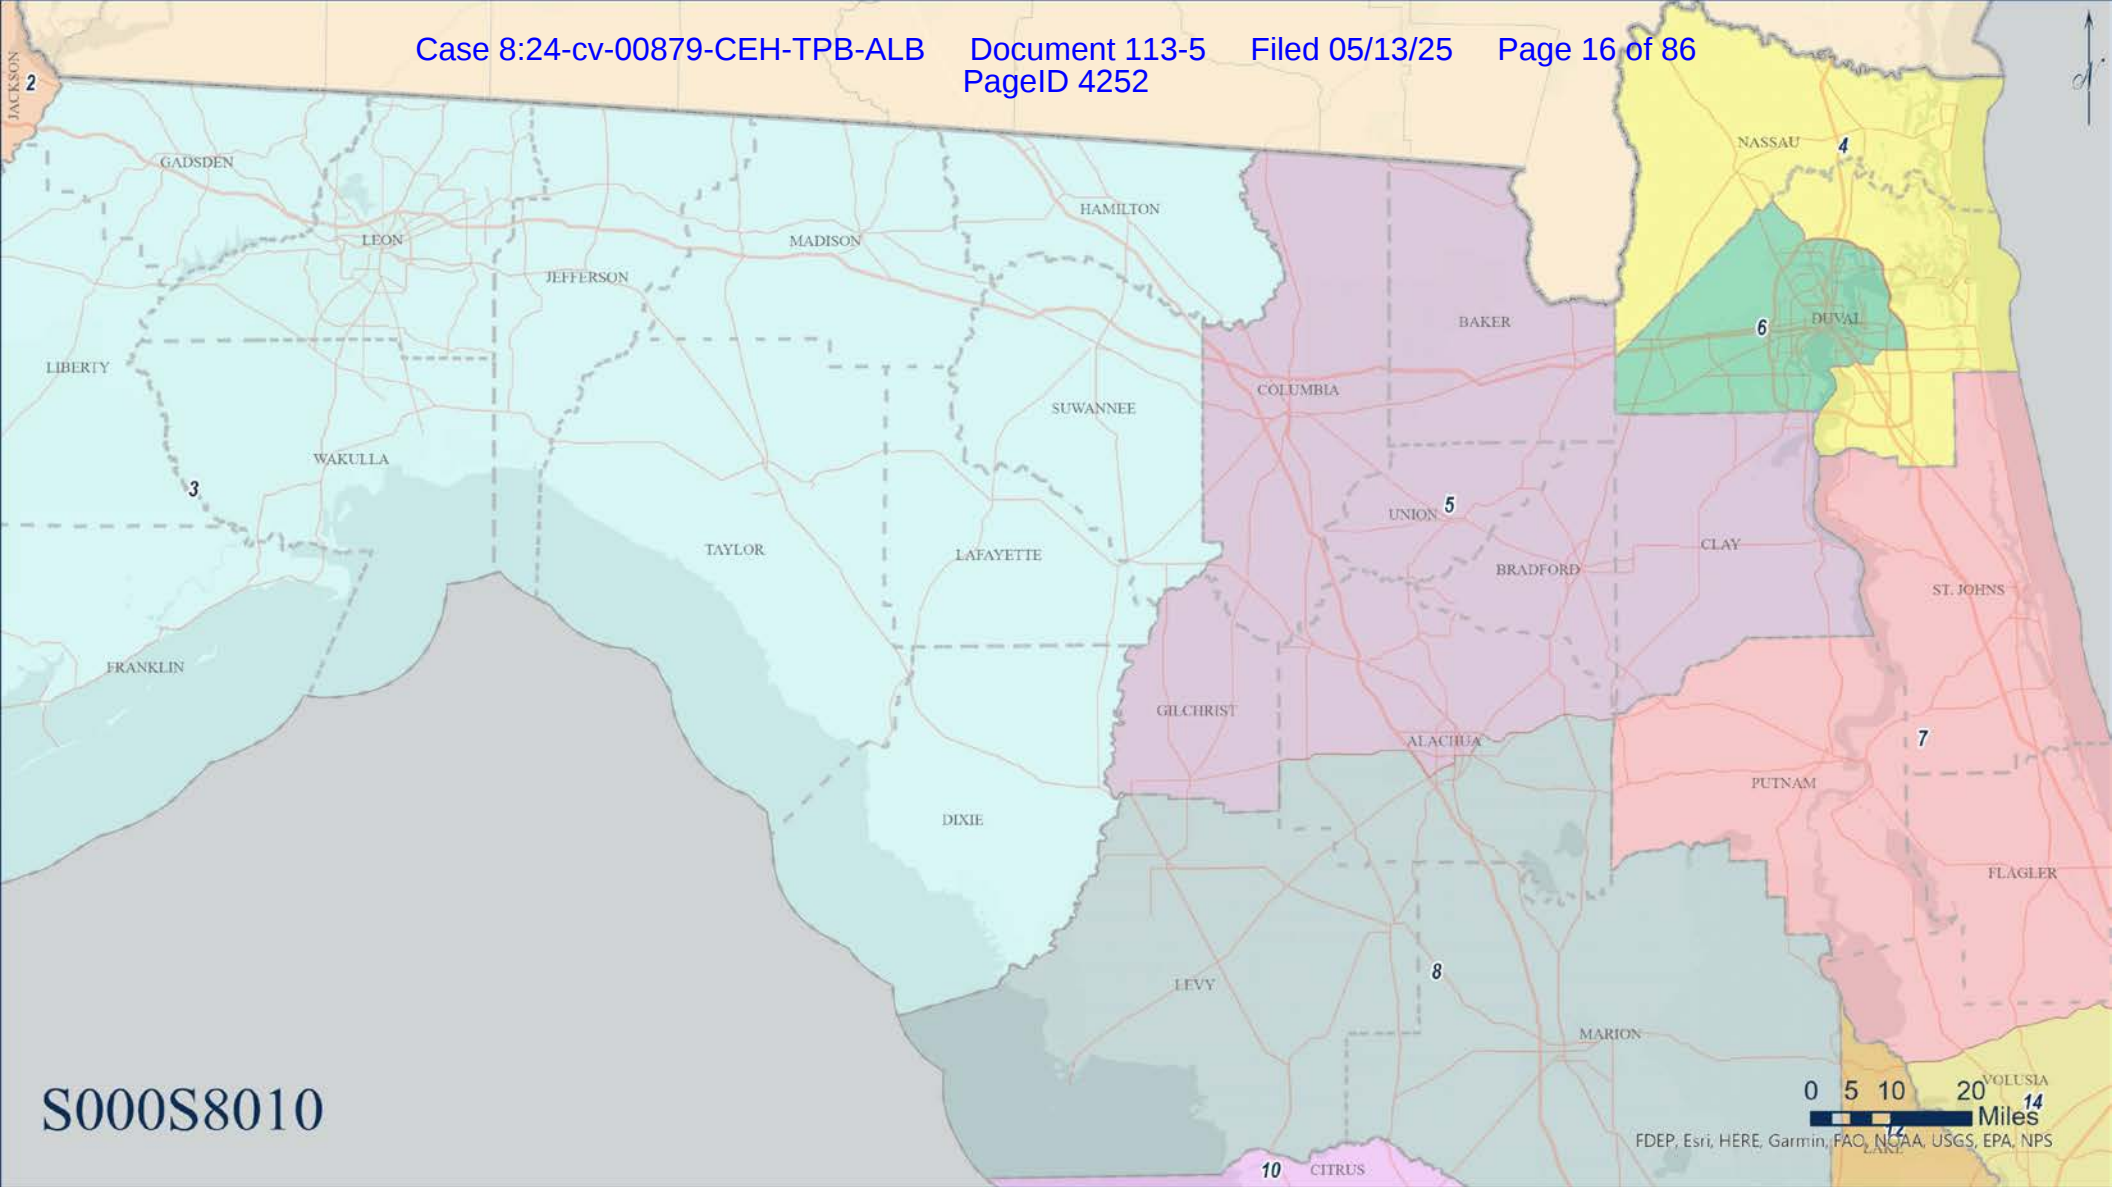 Case 8:24-cv-00879-CEH-TPB-ALB Document 113-5 Filed 05/13/25 Page 16 of 86
PageID 4252
JACKSON
2
N
NASSAU
4
GADSDEN
HAMILTON
LEON
MADISON
JEFFERSON
BAKER
6
DUVAL
LIBERTY
COLUMBIA
SUWANNEE
WAKULLA
3
UNION
5
CLAY
TAYLOR
LAFAYETTE
BRADFORD
ST. JOHNS
FRANKLIN
GILCHRIST
ALACHUA
7
PUTNAM
DIXIE
FLAGLER
8
LEVY
MARION
S000S8010
0 5 10 20
Miles
VOLUSIA
14
12
FDEP, Esri, HERE, Garmin, FAO, NOAA, USGS, EPA, NPS
LAKE
10
CITRUS